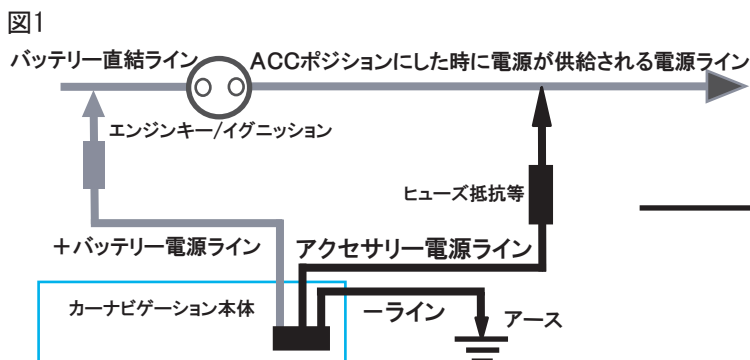 図1
バッテリー直結ライン
ACCポジションにした時に電源が供給される電源ライン
エンジンキー/イグニッション
ヒューズ抵抗等
+バッテリー電源ライン
アクセサリー電源ライン
カーナビゲーション本体
ーライン
アース